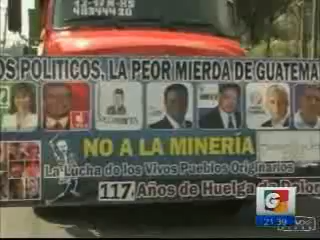 OS POLITICOS, LA PEOR MIERDA DE GUATEMA
NO A LA MINERÍA
La Lucha de los Vivos Pueblos Originarios
117 Años de Huelga de Dolor
G
21:39